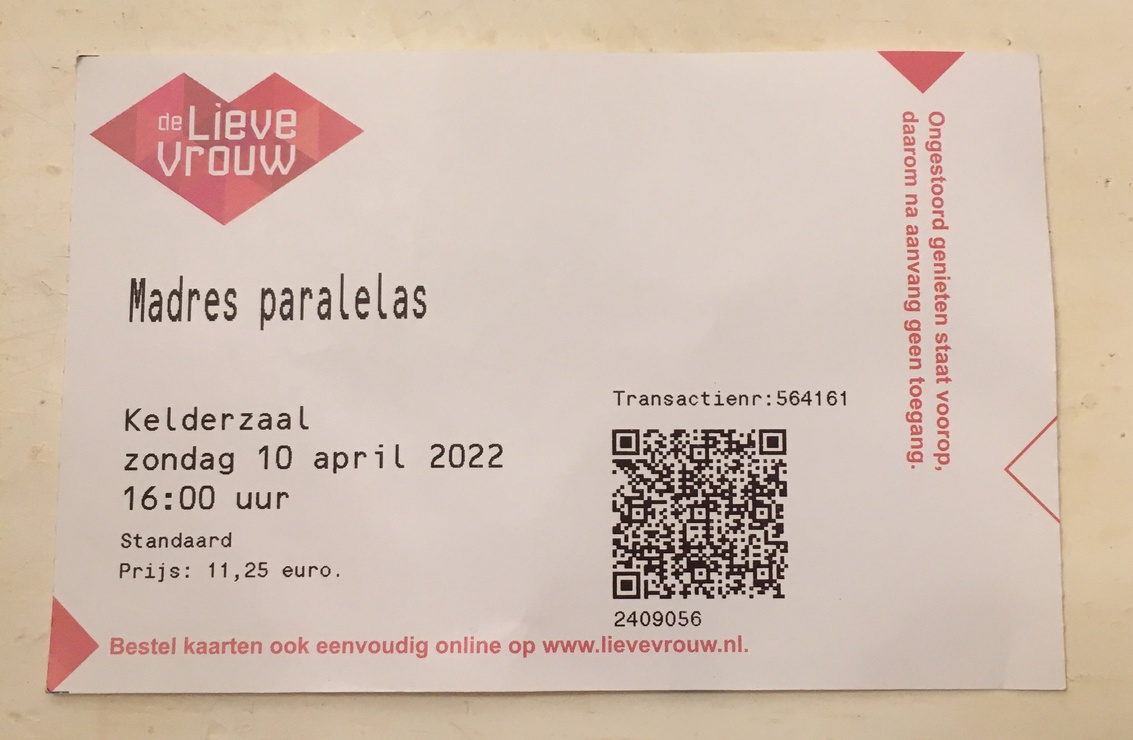 de Lieve
Vrouw
Madres paralelas
Kelderzaal
zondag 10 april 2022
16:00 uur
Standaard
Prijs: 11,25 euro.
Transactienr:564161
2409056
Bestel kaarten ook eenvoudig online op www.lievevrouw.nl.
Ongestoord genieten staat voorop,
daarom na aanvang geen toegang.